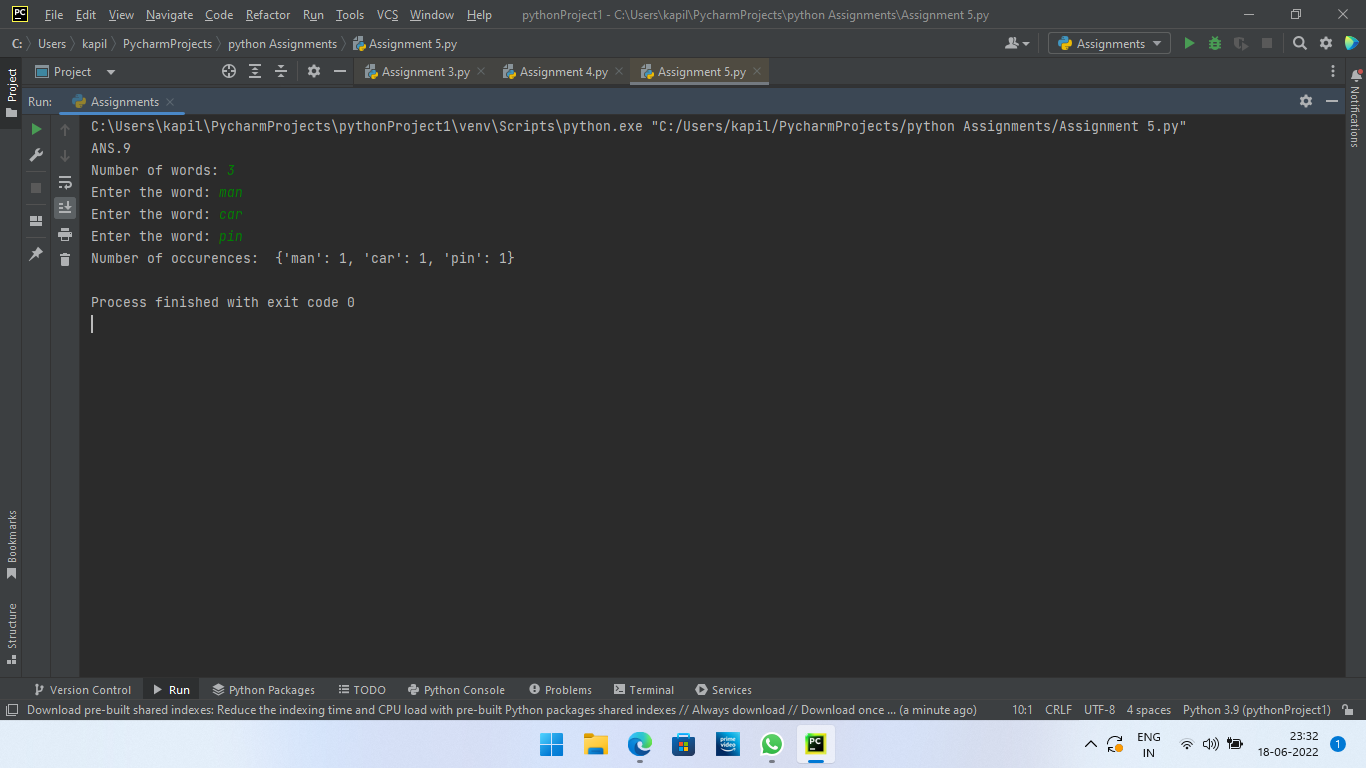 PC File Edit View Navigate Code Refactor Run Tools VCS Window Help pythonProject1 - C:\Users\kapil\PycharmProjects\python Assignments\Assignment 5.py
C: Users kapil PycharmProjects python Assignments Assignment 5.py Assignments
Project Project Assignment 3.py Assignment 4.py Assignment 5.py
Run: Assignments
Notifications
C:\Users\kapil\PycharmProjects\pythonProject1\venv\Scripts\python.exe "C:/Users/kapil/PycharmProjects/python Assignments/Assignment 5.py"
ANS.9
Number of words: 3
Enter the word: man
Enter the word: car
Enter the word: pin
Number of occurences:  {'man': 1, 'car': 1, 'pin': 1}
Process finished with exit code 0
Bookmarks
Structure
Version Control Run Python Packages TODO Python Console Problems Terminal Services
Download pre-built shared indexes: Reduce the indexing time and CPU load with pre-built Python packages shared indexes // Always download // Download once ... (a minute ago) 10:1 CRLF UTF-8 4 spaces Python 3.9 (pythonProject1)
prime video PC ENG 23:32
IN 18-06-2022 1